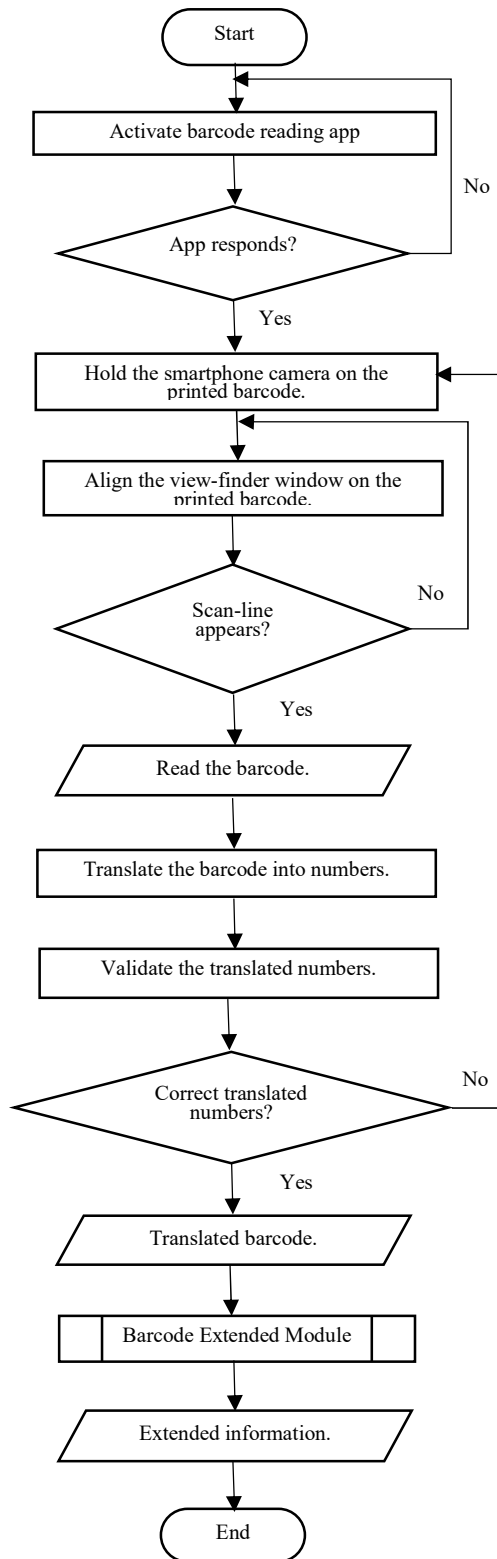 Start
Activate barcode reading app
No
App responds?
Yes
Hold the smartphone camera on the
printed barcode.
Align the view-finder window on the
printed barcode.
No
Scan-line
appears?
Yes
Read the barcode.
Translate the barcode into numbers.
Validate the translated numbers.
No
Correct translated
numbers?
Yes
Translated barcode.
Barcode Extended Module
Extended information.
End